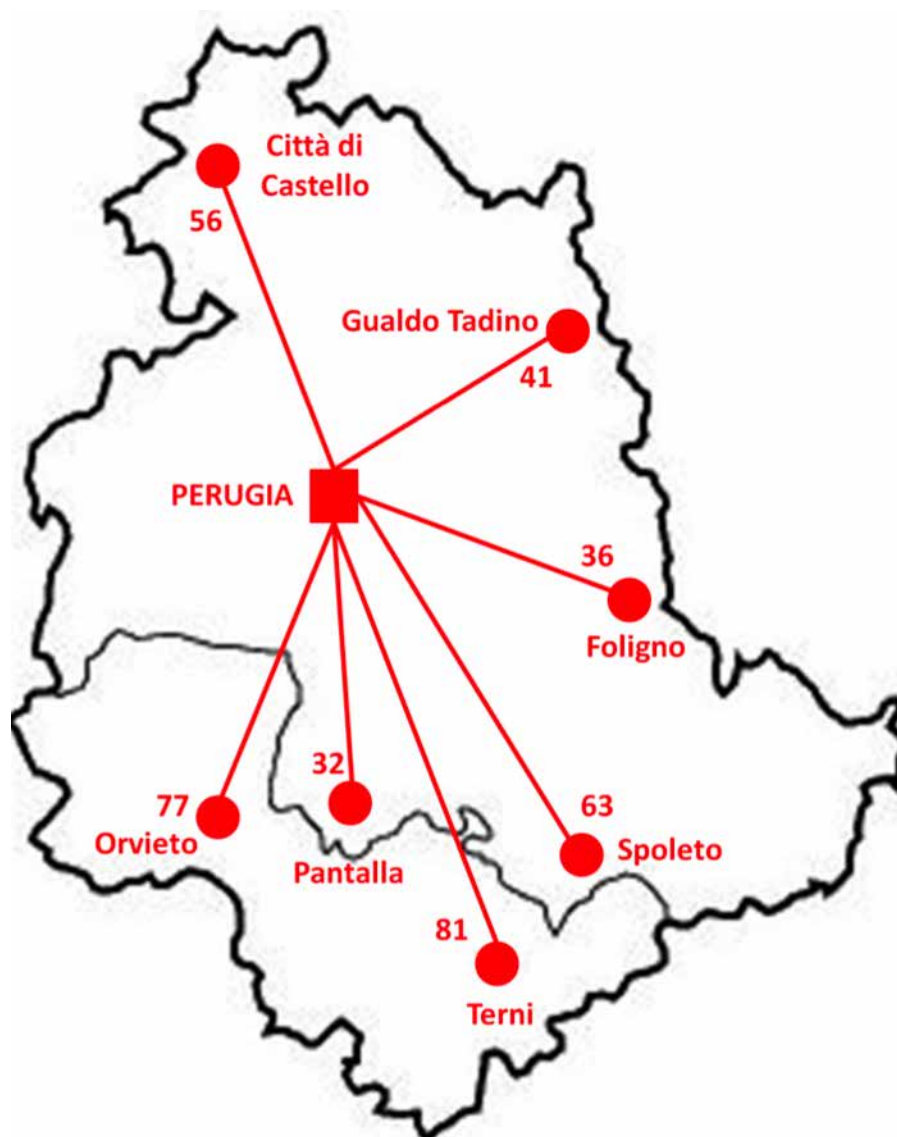 Città di
Castello
56
Gualdo Tadino
41
PERUGIA
36
Foligno
32
77
Orvieto
Pantalla
63
Spoleto
81
Terni